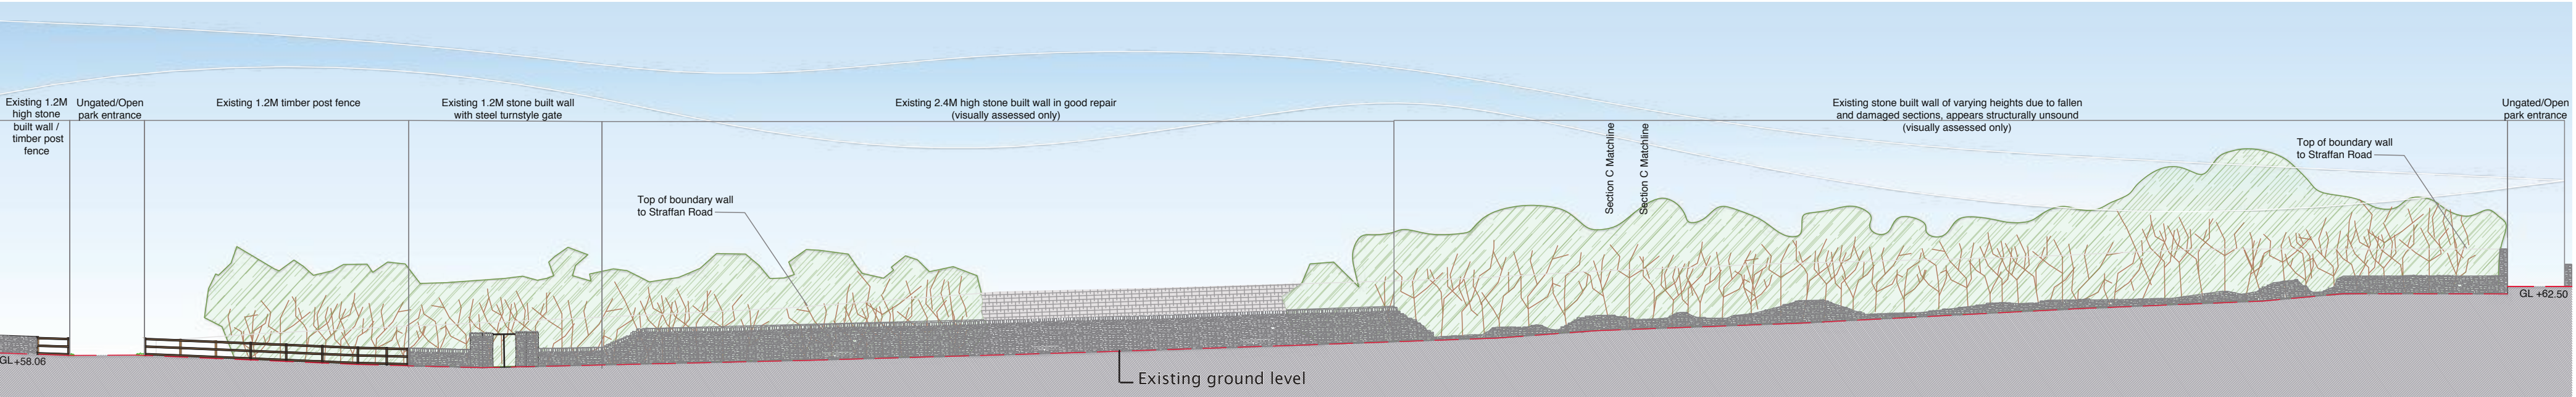 Existing 1.2M
high stone
built wall /
timber post
fence
Ungated/Open
park entrance
Existing 1.2M timber post fence
Existing 1.2M stone built wall
with steel turnstyle gate
Existing 2.4M high stone built wall in good repair
(visually assessed only)
Existing stone built wall of varying heights due to fallen
and damaged sections, appears structurally unsound
(visually assessed only)
Ungated/Open
park entrance
Section C Matchline
Section C Matchline
Top of boundary wall
to Straffan Road
Top of boundary wall
to Straffan Road
GL +62.50
GL +58.06
Existing ground level